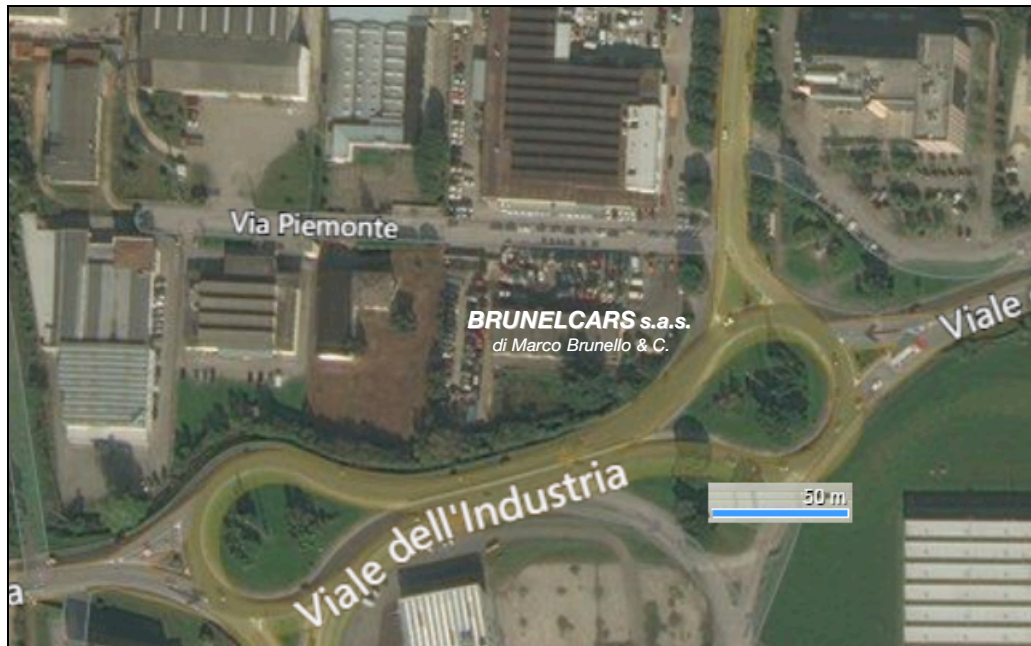 Via Piemonte
BRUNELCARS s.a.s.
di Marco Brunello & C.
Viale
Viale dell'Industria
50 m
a